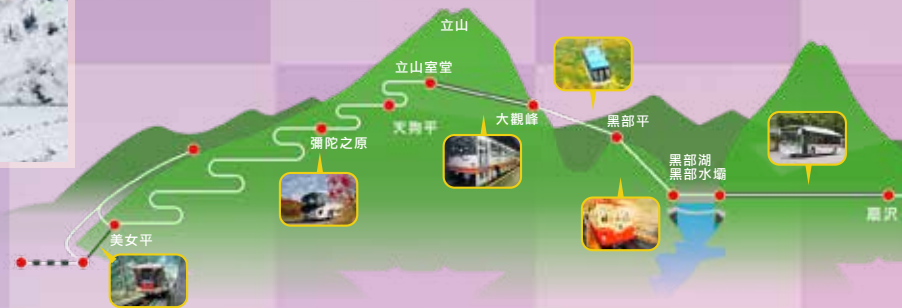 立山
立山室堂
天狗平
彌陀之原
美女平
大觀峰
黑部平
黑部湖
黑部水壩
扇沢